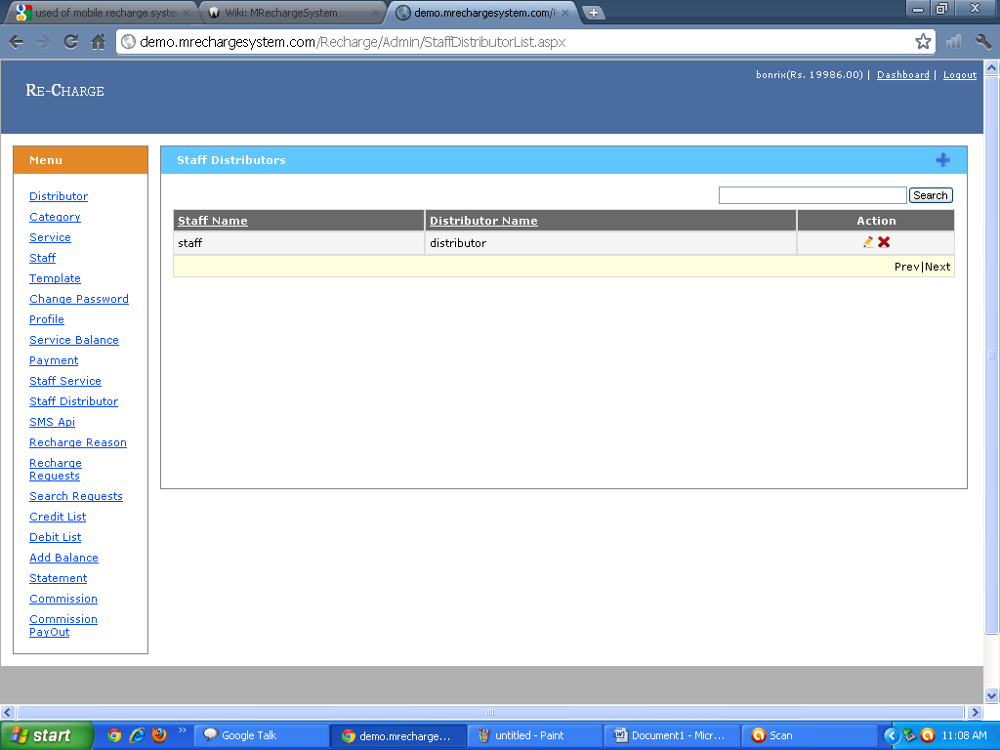 used of mobile recharge syste
Wiki: MRechargeSystem
demo.mrechargesystem.com/
demo.mrechargesystem.com/Recharge/Admin/StaffDistributorList.aspx
bonrix(Rs. 19986.00) | Dashboard | Logout
RE-CHARGE
Menu
Distributor
Category
Service
Staff
Template
Change Password
Profile
Service Balance
Payment
Staff Service
Staff Distributor
SMS Api
Recharge Reason
Recharge
Requests
Search Requests
Credit List
Debit List
Add Balance
Statement
Commission
Commission
PayOut
Staff Distributors
Search
Staff Name Distributor Name Action
staff distributor
Prev|Next
start
Google Talk
demo.mrecharge...
untitled - Paint
Document1 - Micr...
Scan
11:08 AM